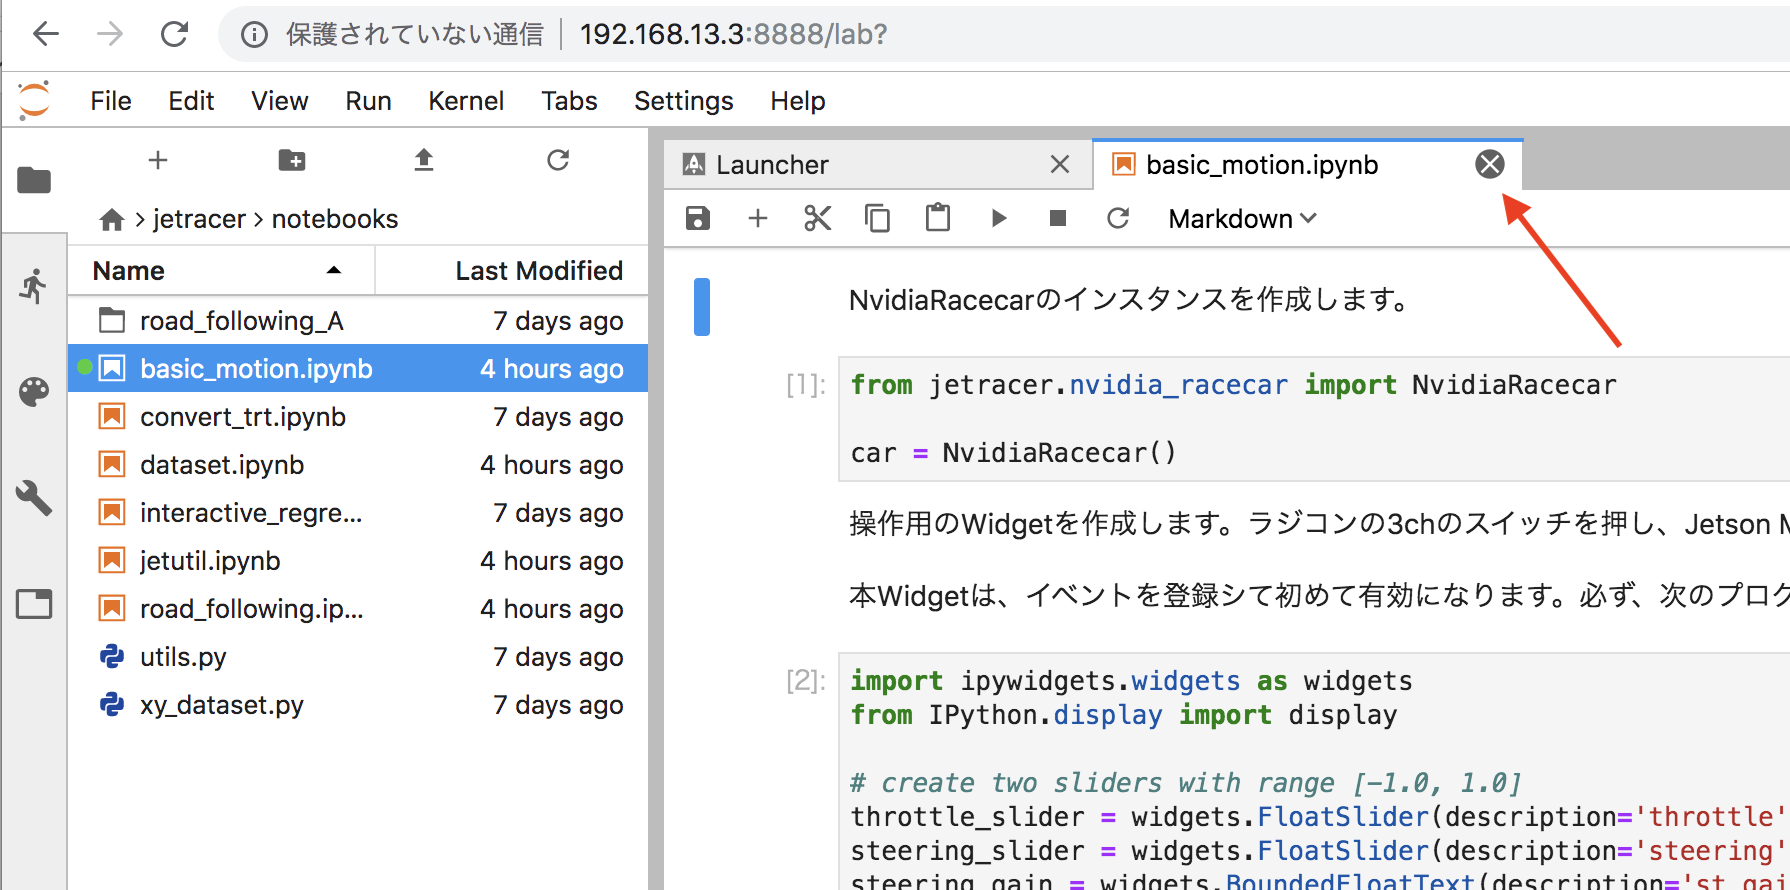 保護されていない通信 192.168.13.3:8888/lab?
File Edit View Run Kernel Tabs Settings Help
Launcher
basic_motion.ipynb
jetracer > notebooks
Markdown
Name Last Modified
road_following_A 7 days ago
basic_motion.ipynb 4 hours ago
convert_trt.ipynb 7 days ago
dataset.ipynb 4 hours ago
interactive_regre... 7 days ago
jetutil.ipynb 4 hours ago
road_following.ip... 4 hours ago
utils.py 7 days ago
xy_dataset.py 7 days ago
NvidiaRacecarのインスタンスを作成します。
[1]: from jetracer.nvidia_racecar import NvidiaRacecar
car = NvidiaRacecar()
操作用のWidgetを作成します。ラジコンの3chのスイッチを押し、Jetson M
本Widgetは、イベントを登録シて初めて有効になります。必ず、次のプログ
[2]: import ipywidgets.widgets as widgets
from IPython.display import display
# create two sliders with range [-1.0, 1.0]
throttle_slider = widgets.FloatSlider(description='throttle'
steering_slider = widgets.FloatSlider(description='steering'
steering_gain = widgets.BoundedFloatText(description='st_gai